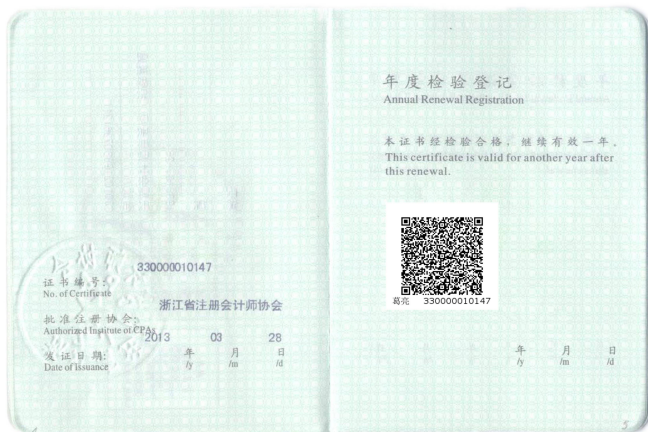 330000010147
证书编号:
No. of Certificate
浙江省注册会计师协会
批准注册协会:
Authorized Institute of CPAs
2013 03 28
发证日期: 年 月 日
Date of Issuance /y /m /d
年度检验登记
Annual Renewal Registration
本证书经检验合格，继续有效一年。
This certificate is valid for another year after
this renewal.
葛亮 330000010147
年 月 日
/y /m /d
5